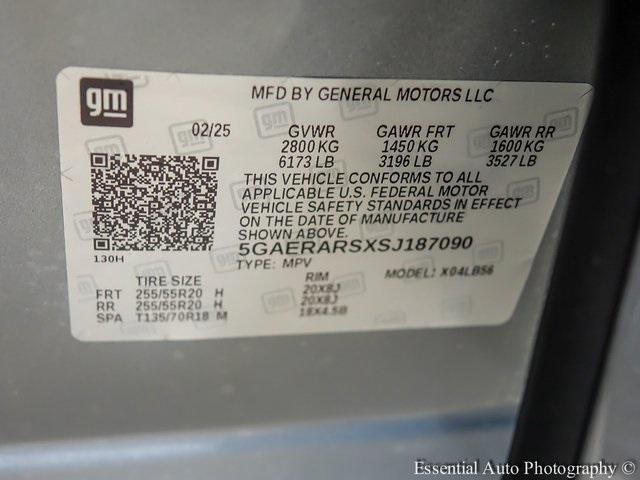 gm
MFD BY GENERAL MOTORS LLC
02/25 GVWR GAWR FRT GAWR RR
2800 KG 1450 KG 1600 KG
6173 LB 3196 LB 3527 LB
THIS VEHICLE CONFORMS TO ALL
APPLICABLE U.S. FEDERAL MOTOR
VEHICLE SAFETY STANDARDS IN EFFECT
ON THE DATE OF MANUFACTURE
SHOWN ABOVE.
5GAERARSXSJ187090
130H
TYPE: MPV MODEL: X04LB56
TIRE SIZE RIM
FRT 255/55R20 H 20X8J
RR 255/55R20 H 20X8J
SPA T135/70R18 M 18X4.5B
Essential Auto Photography ©